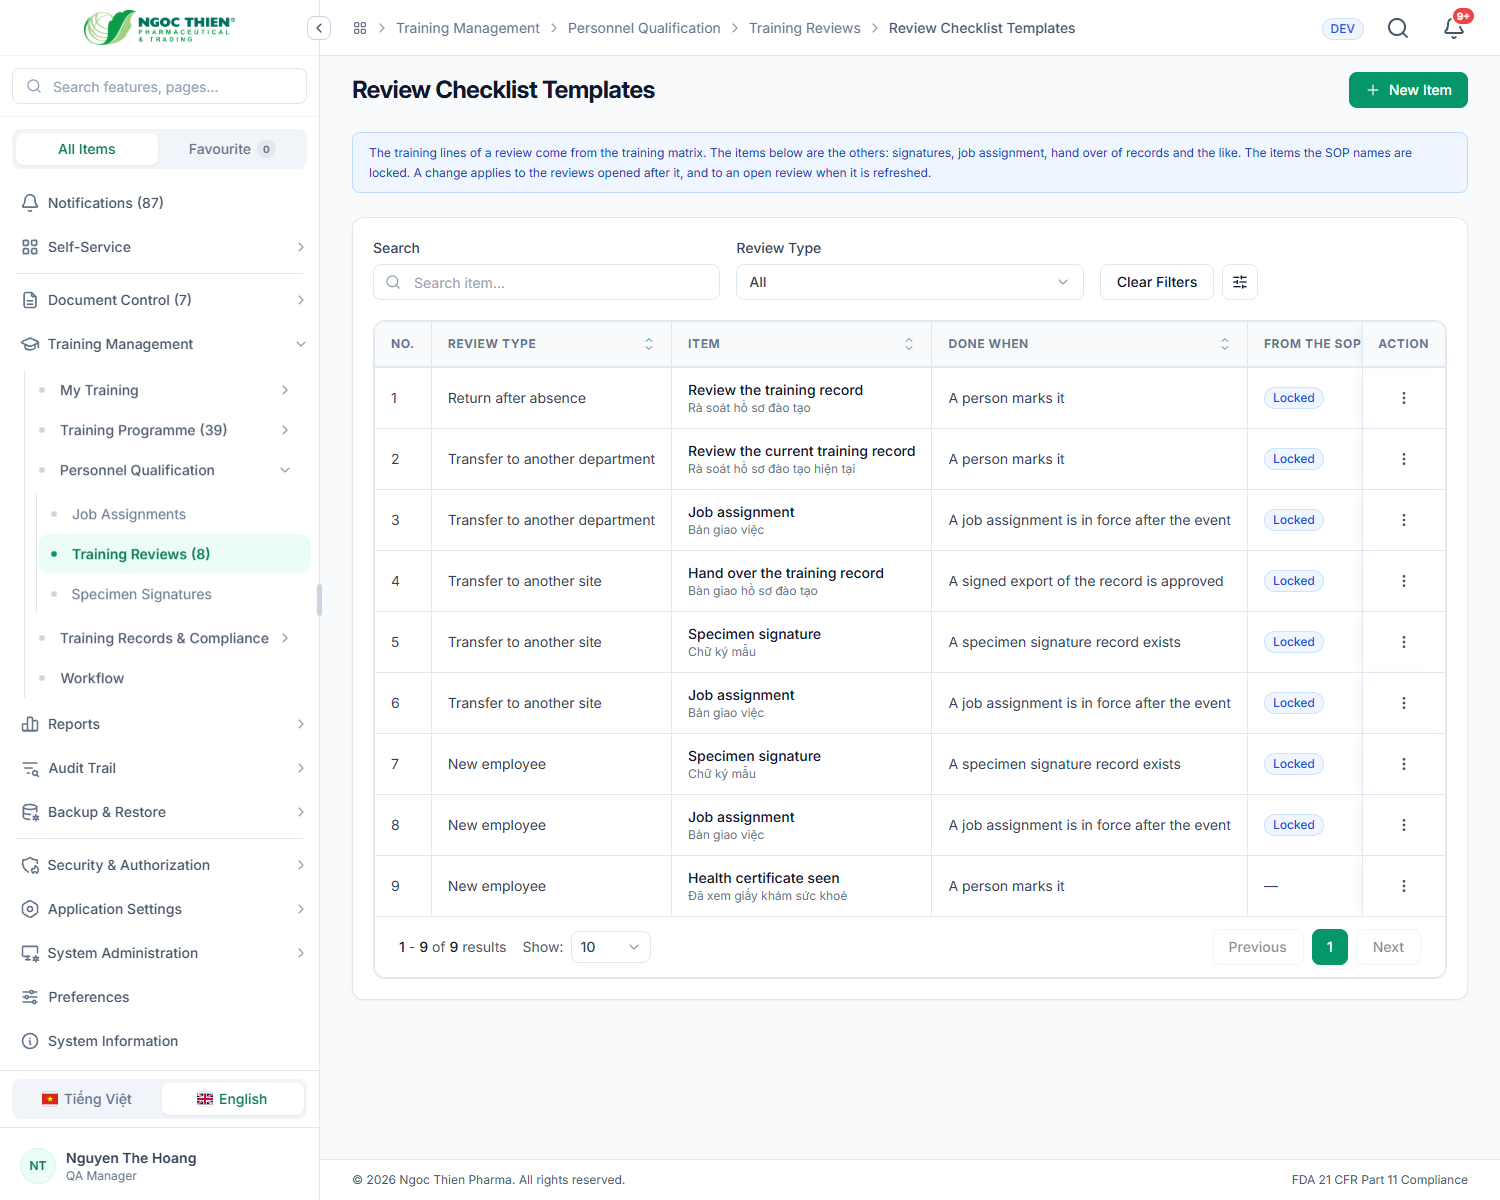 NGOC THIEN®
PHARMACEUTICAL
& TRADING
Search features, pages...
All Items
Favourite 0
Notifications (87)
Self-Service
Document Control (7)
Training Management
My Training
Training Programme (39)
Personnel Qualification
Job Assignments
Training Reviews (8)
Specimen Signatures
Training Records & Compliance
Workflow
Reports
Audit Trail
Backup & Restore
Security & Authorization
Application Settings
System Administration
Preferences
System Information
Tiếng Việt
English
NT
Nguyen The Hoang
QA Manager
Training Management > Personnel Qualification > Training Reviews > Review Checklist Templates
DEV
9+
Review Checklist Templates
+ New Item
The training lines of a review come from the training matrix. The items below are the others: signatures, job assignment, hand over of records and the like. The items the SOP names are
locked. A change applies to the reviews opened after it, and to an open review when it is refreshed.
Search
Search item...
Review Type
All
Clear Filters
NO. REVIEW TYPE ITEM DONE WHEN FROM THE SOP ACTION
1 Return after absence Review the training record A person marks it Locked
Rà soát hồ sơ đào tạo
2 Transfer to another department Review the current training record A person marks it Locked
Rà soát hồ sơ đào tạo hiện tại
3 Transfer to another department Job assignment A job assignment is in force after the event Locked
Bàn giao việc
4 Transfer to another site Hand over the training record A signed export of the record is approved Locked
Bàn giao hồ sơ đào tạo
5 Transfer to another site Specimen signature A specimen signature record exists Locked
Chữ ký mẫu
6 Transfer to another site Job assignment A job assignment is in force after the event Locked
Bàn giao việc
7 New employee Specimen signature A specimen signature record exists Locked
Chữ ký mẫu
8 New employee Job assignment A job assignment is in force after the event Locked
Bàn giao việc
9 New employee Health certificate seen A person marks it —
Đã xem giấy khám sức khoẻ
1 - 9 of 9 results Show: 10
Previous 1 Next
© 2026 Ngoc Thien Pharma. All rights reserved.
FDA 21 CFR Part 11 Compliance